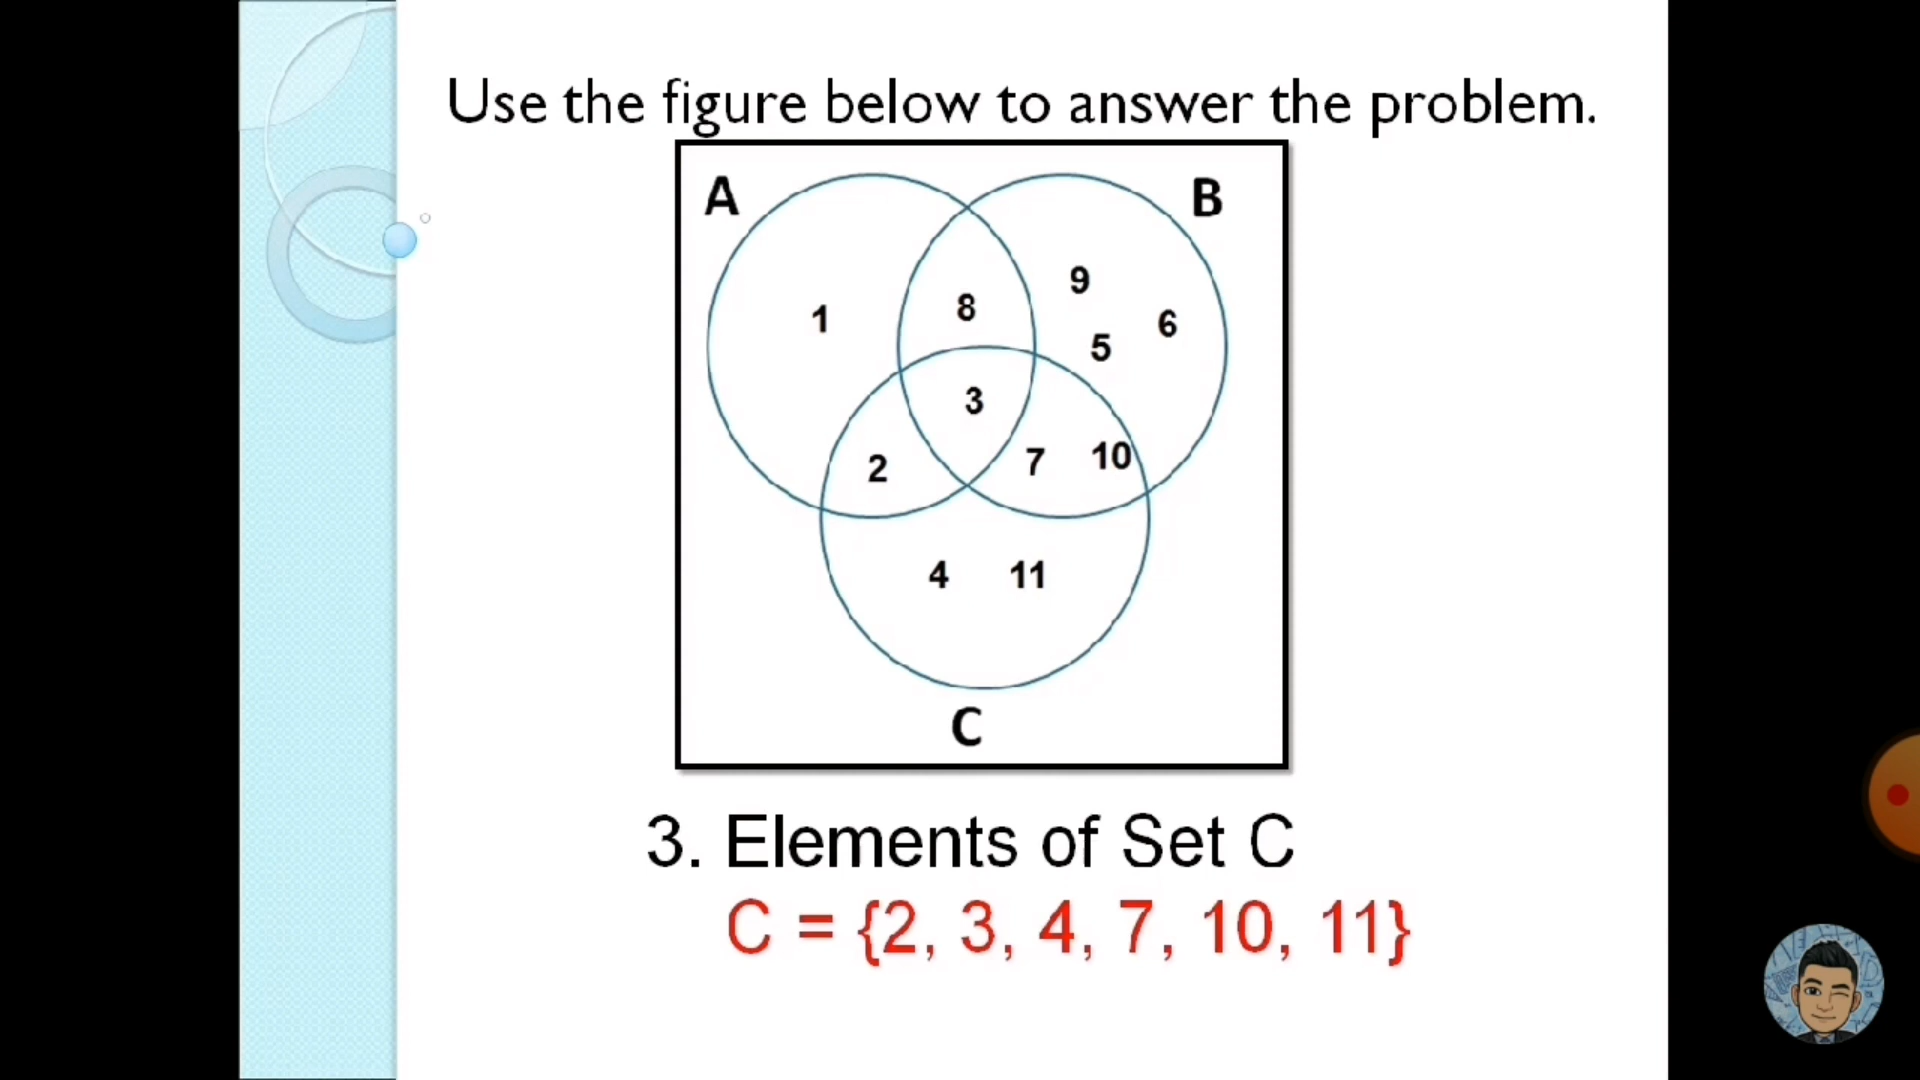 Use the figure below to answer the problem.
A
B
9
8
6
1
5
3
7
10
2
4
11
C
3. Elements of Set C
C = {2, 3, 4, 7, 10, 11}